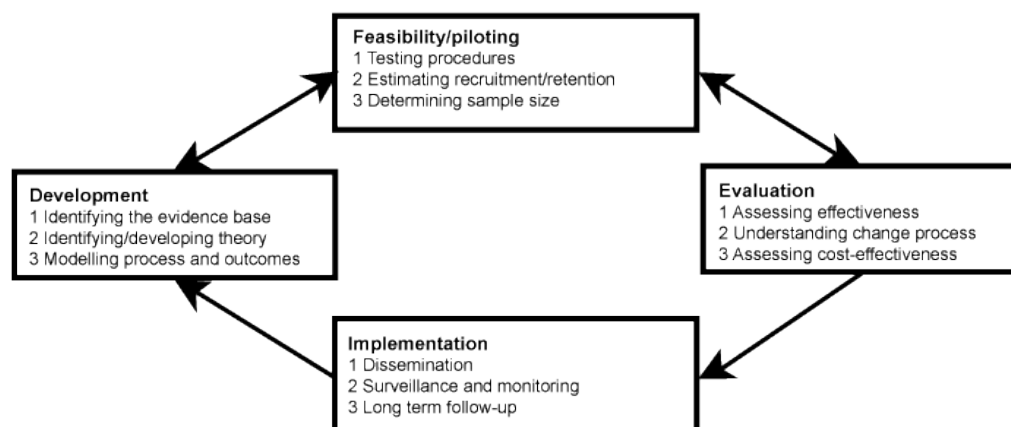 Feasibility/piloting
1 Testing procedures
2 Estimating recruitment/retention
3 Determining sample size
Development
1 Identifying the evidence base
2 Identifying/developing theory
3 Modelling process and outcomes
Evaluation
1 Assessing effectiveness
2 Understanding change process
3 Assessing cost-effectiveness
Implementation
1 Dissemination
2 Surveillance and monitoring
3 Long term follow-up